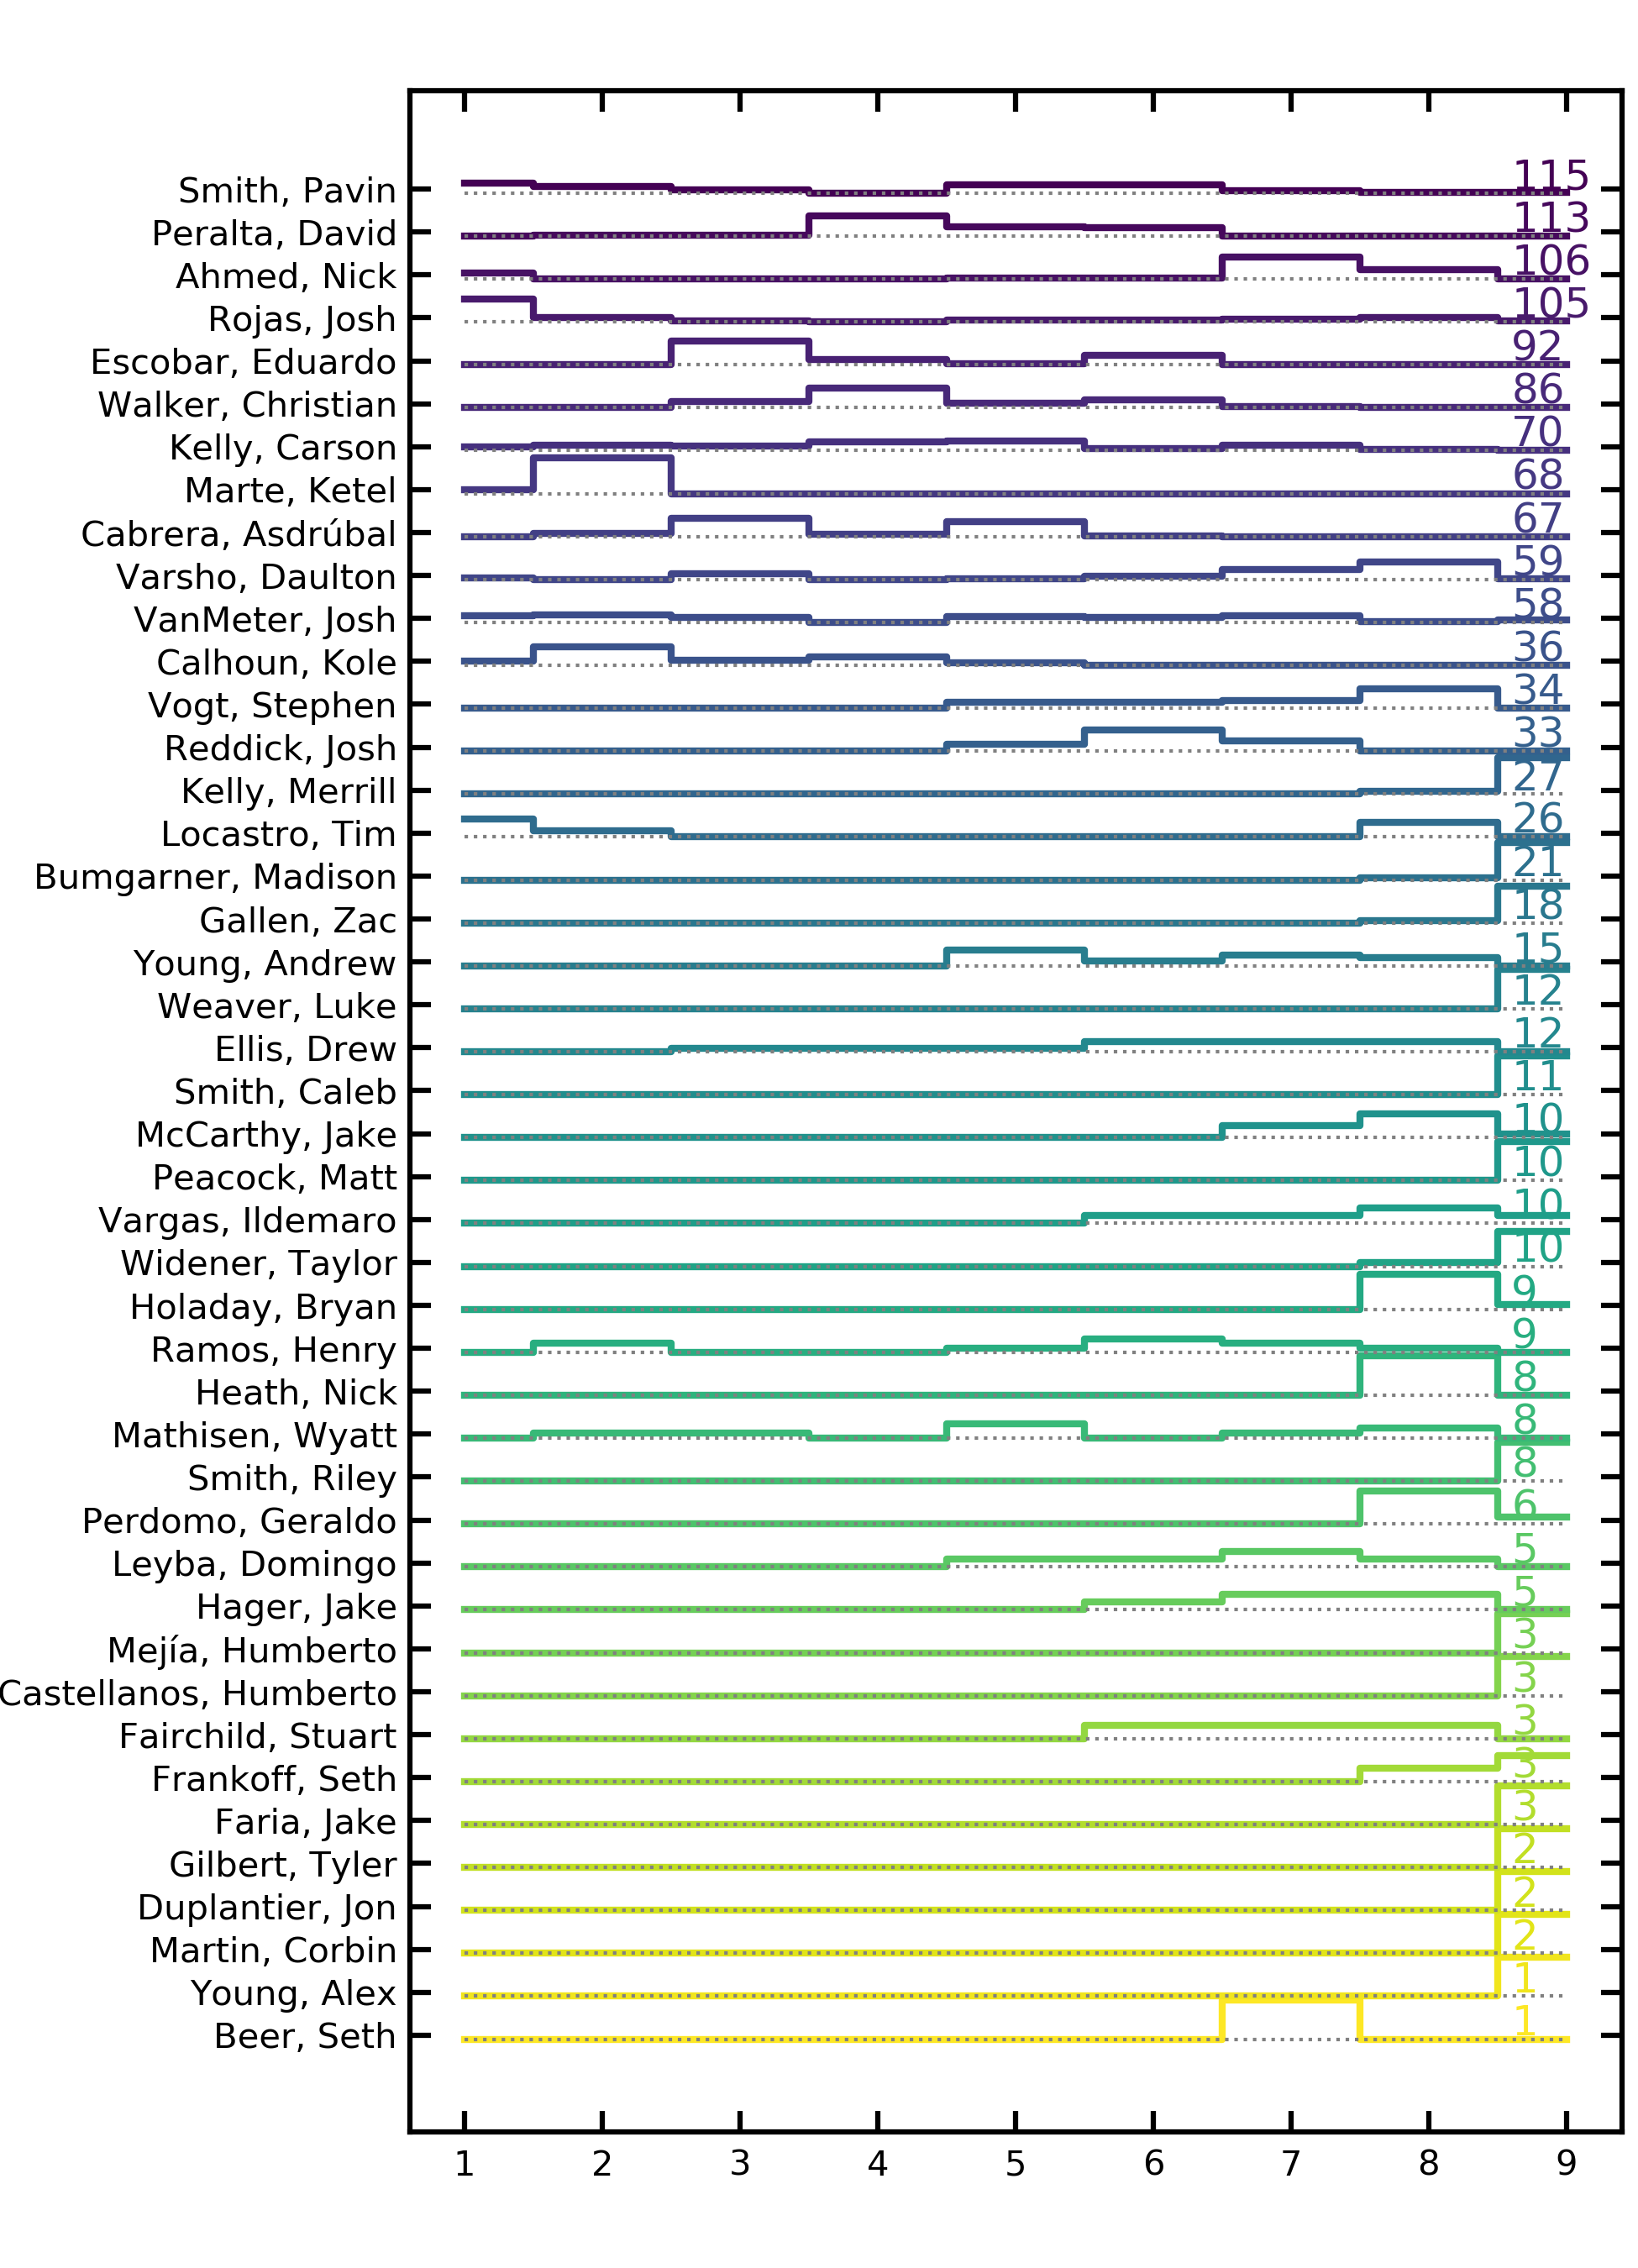 Smith, Pavin 115
Peralta, David 113
Ahmed, Nick 106
Rojas, Josh 105
Escobar, Eduardo 92
Walker, Christian 86
Kelly, Carson 70
Marte, Ketel 68
Cabrera, Asdrúbal 67
Varsho, Daulton 59
VanMeter, Josh 58
Calhoun, Kole 36
Vogt, Stephen 34
Reddick, Josh 33
Kelly, Merrill 27
Locastro, Tim 26
Bumgarner, Madison 21
Gallen, Zac 18
Young, Andrew 15
Weaver, Luke 12
Ellis, Drew 12
Smith, Caleb 11
McCarthy, Jake 10
Peacock, Matt 10
Vargas, Ildemaro 10
Widener, Taylor 10
Holaday, Bryan 9
Ramos, Henry 9
Heath, Nick 8
Mathisen, Wyatt 8
Smith, Riley 8
Perdomo, Geraldo 6
Leyba, Domingo 5
Hager, Jake 5
Mejía, Humberto 3
Castellanos, Humberto 3
Fairchild, Stuart 3
Frankoff, Seth 3
Faria, Jake 3
Gilbert, Tyler 2
Duplantier, Jon 2
Martin, Corbin 2
Young, Alex 1
Beer, Seth 1
1 2 3 4 5 6 7 8 9